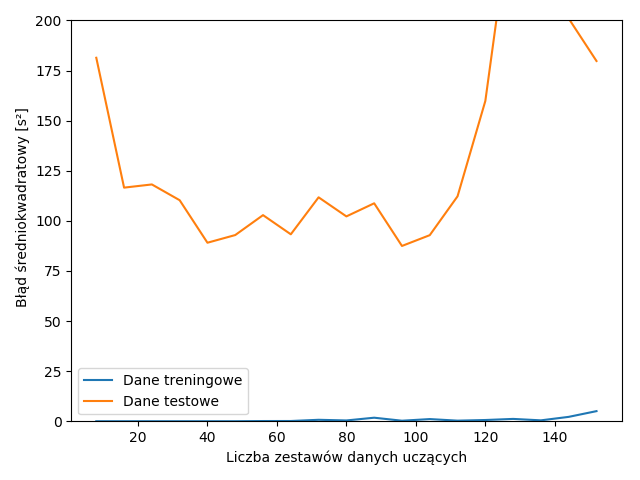 200
175
150
125
100
75
50
25
0
Błąd średniokwadratowy [s²]
Dane treningowe
Dane testowe
20 40 60 80 100 120 140
Liczba zestawów danych uczących